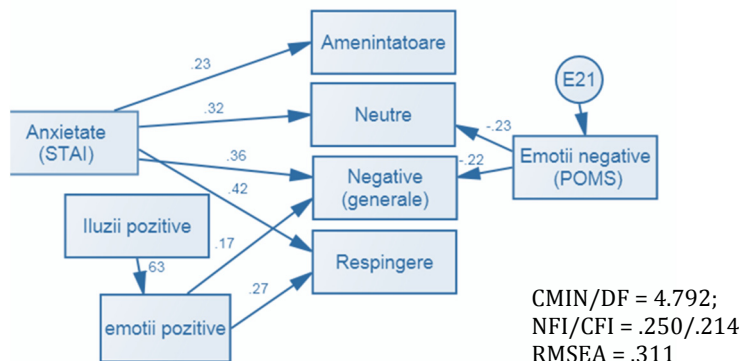 Amenintatoare
.23
E21
Neutre
.32
-.23
Anxietate
(STAI)
.36
-.22
Emotii negative
(POMS)
Negative
(generale)
.42
Iluzii pozitive
.17
Respingere
.63
.27
emotii pozitive
CMIN/DF = 4.792;
NFI/CFI = .250/.214
RMSEA = .311